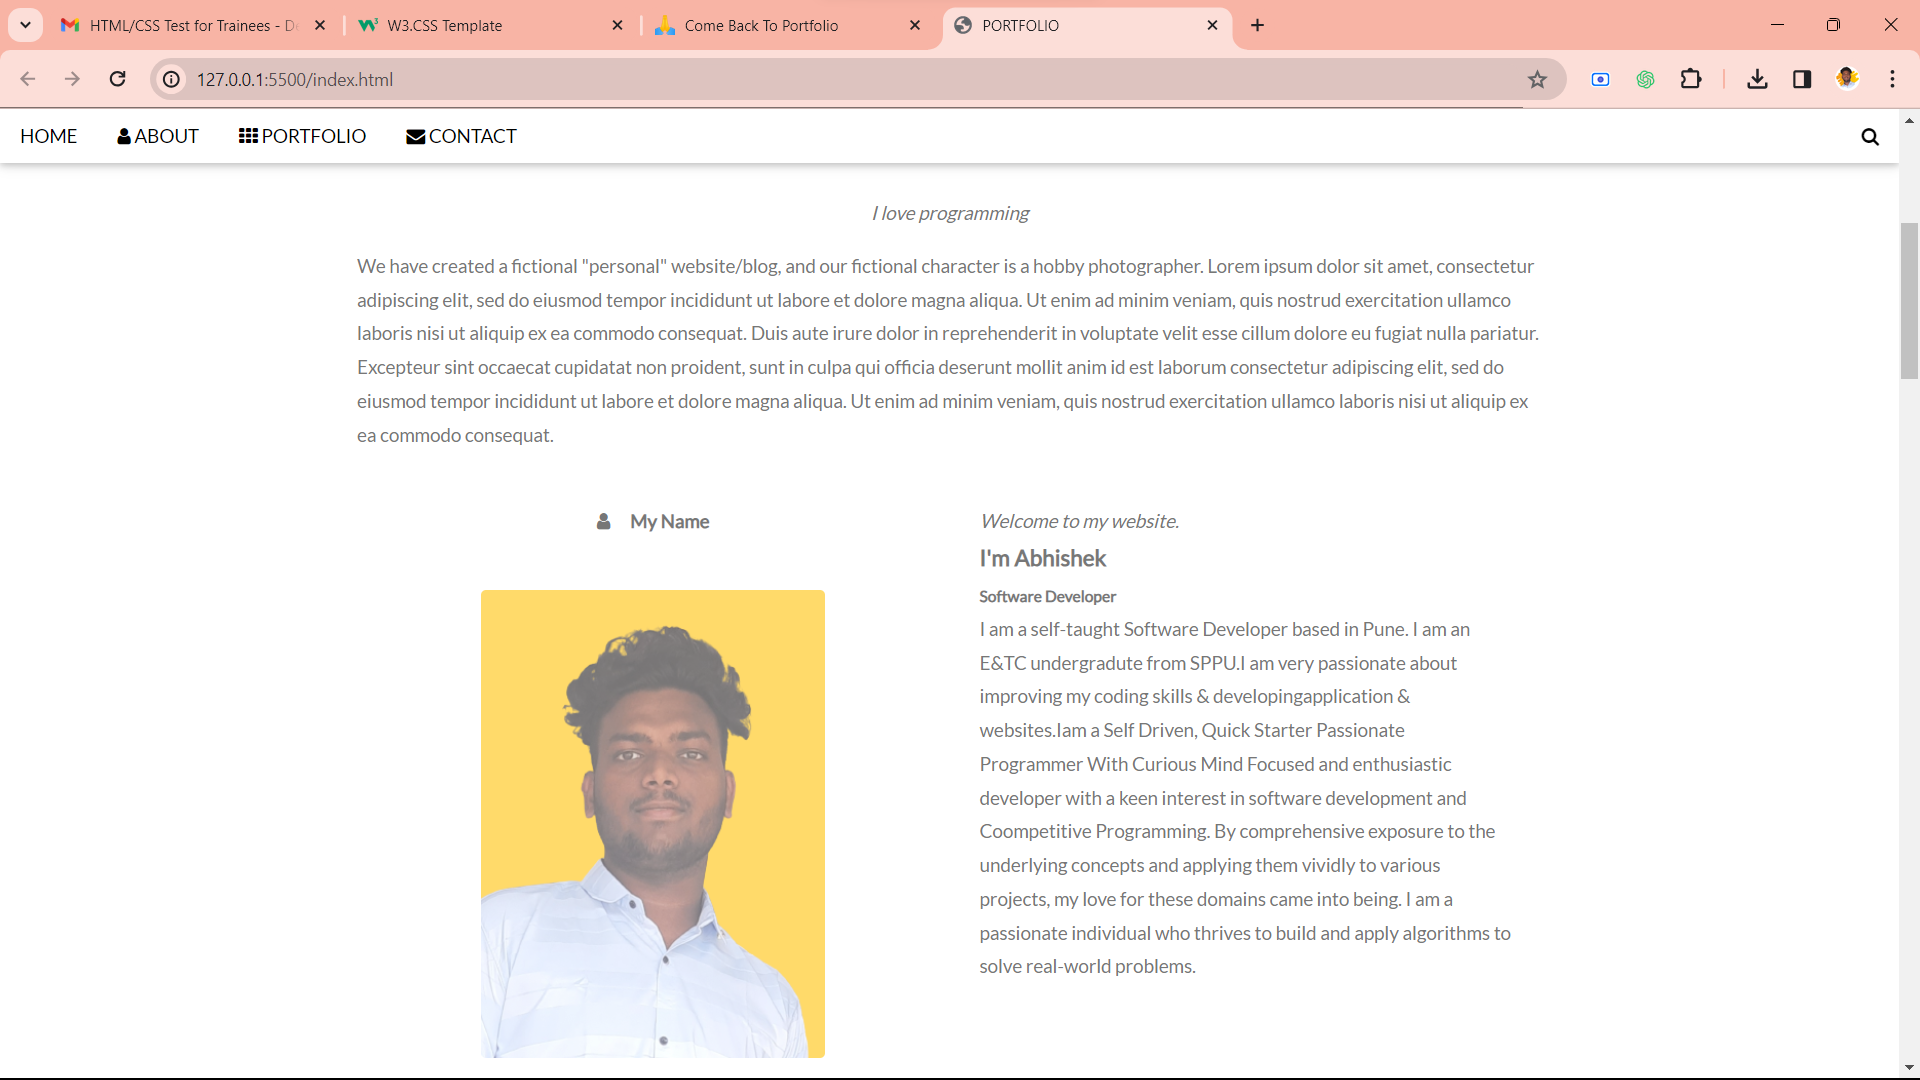 HTML/CSS Test for Trainees - D
W3.CSS Template
Come Back To Portfolio
PORTFOLIO
127.0.0.1:5500/index.html
HOME
ABOUT
PORTFOLIO
CONTACT
I love programming
We have created a fictional "personal" website/blog, and our fictional character is a hobby photographer. Lorem ipsum dolor sit amet, consectetur
adipiscing elit, sed do eiusmod tempor incididunt ut labore et dolore magna aliqua. Ut enim ad minim veniam, quis nostrud exercitation ullamco
laboris nisi ut aliquip ex ea commodo consequat. Duis aute irure dolor in reprehenderit in voluptate velit esse cillum dolore eu fugiat nulla pariatur.
Excepteur sint occaecat cupidatat non proident, sunt in culpa qui officia deserunt mollit anim id est laborum consectetur adipiscing elit, sed do
eiusmod tempor incididunt ut labore et dolore magna aliqua. Ut enim ad minim veniam, quis nostrud exercitation ullamco laboris nisi ut aliquip ex
ea commodo consequat.
My Name
Welcome to my website.
I'm Abhishek
Software Developer
I am a self-taught Software Developer based in Pune. I am an
E&TC undergradute from SPPU.I am very passionate about
improving my coding skills & developingapplication &
websites.Iam a Self Driven, Quick Starter Passionate
Programmer With Curious Mind Focused and enthusiastic
developer with a keen interest in software development and
Coompetitive Programming. By comprehensive exposure to the
underlying concepts and applying them vividly to various
projects, my love for these domains came into being. I am a
passionate individual who thrives to build and apply algorithms to
solve real-world problems.